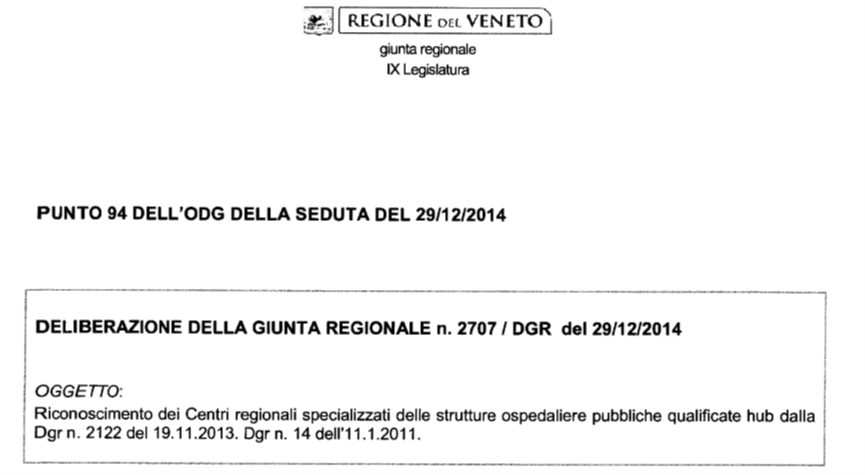 REGIONE DEL VENETO
giunta regionale
IX Legislatura
PUNTO 94 DELL'ODG DELLA SEDUTA DEL 29/12/2014
DELIBERAZIONE DELLA GIUNTA REGIONALE n. 2707 / DGR del 29/12/2014
OGGETTO:
Riconoscimento dei Centri regionali specializzati delle strutture ospedaliere pubbliche qualificate hub dalla
Dgr n. 2122 del 19.11.2013. Dgr n. 14 dell'11.1.2011.